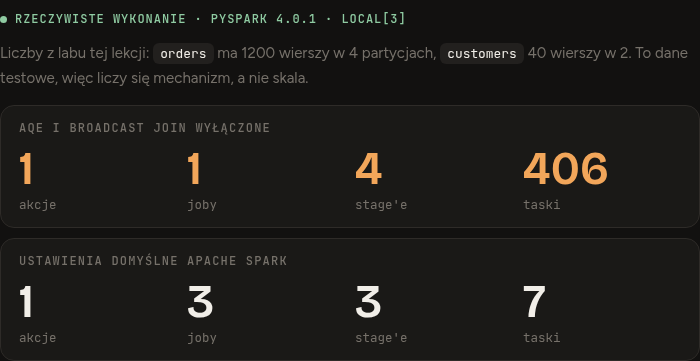 RZECZYWISTE WYKONANIE · PYSPARK 4.0.1 · LOCAL[3]
Liczby z labu tej lekcji: orders ma 1200 wierszy w 4 partycjach, customers 40 wierszy w 2. To dane
testowe, więc liczy się mechanizm, a nie skala.
AQE I BROADCAST JOIN WYŁĄCZONE
1 1 4 406
akcje joby stage'e taski
USTAWIENIA DOMYŚLNE APACHE SPARK
1 3 3 7
akcje joby stage'e taski